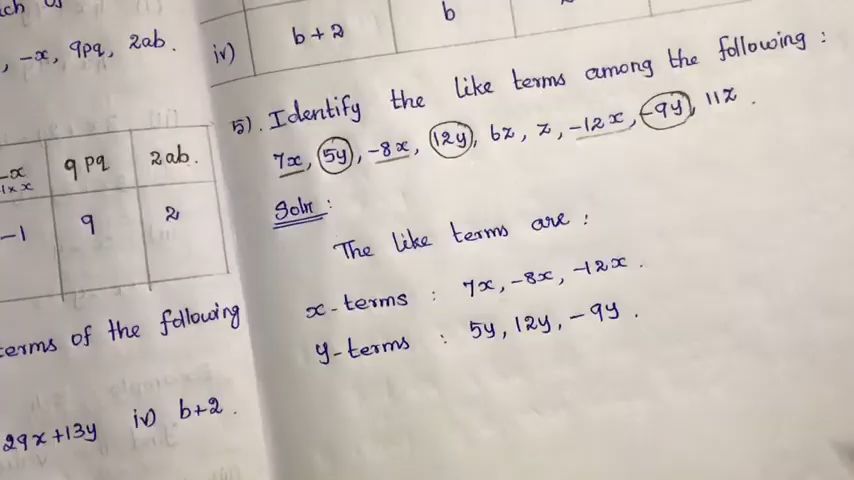 , -x, 9pq, 2ab.
-x 9pq 2ab.
-1 9 2
terms of the following
29x+13y iv) b+2.
iv) b+2 b
5). Identify the like terms among the following :
7x, 5y, -8x, 12y, 6z, z, -12x, -9y, 11z.
Soln :
The like terms are :
x-terms : 7x, -8x, -12x.
y-terms : 5y, 12y, -9y.